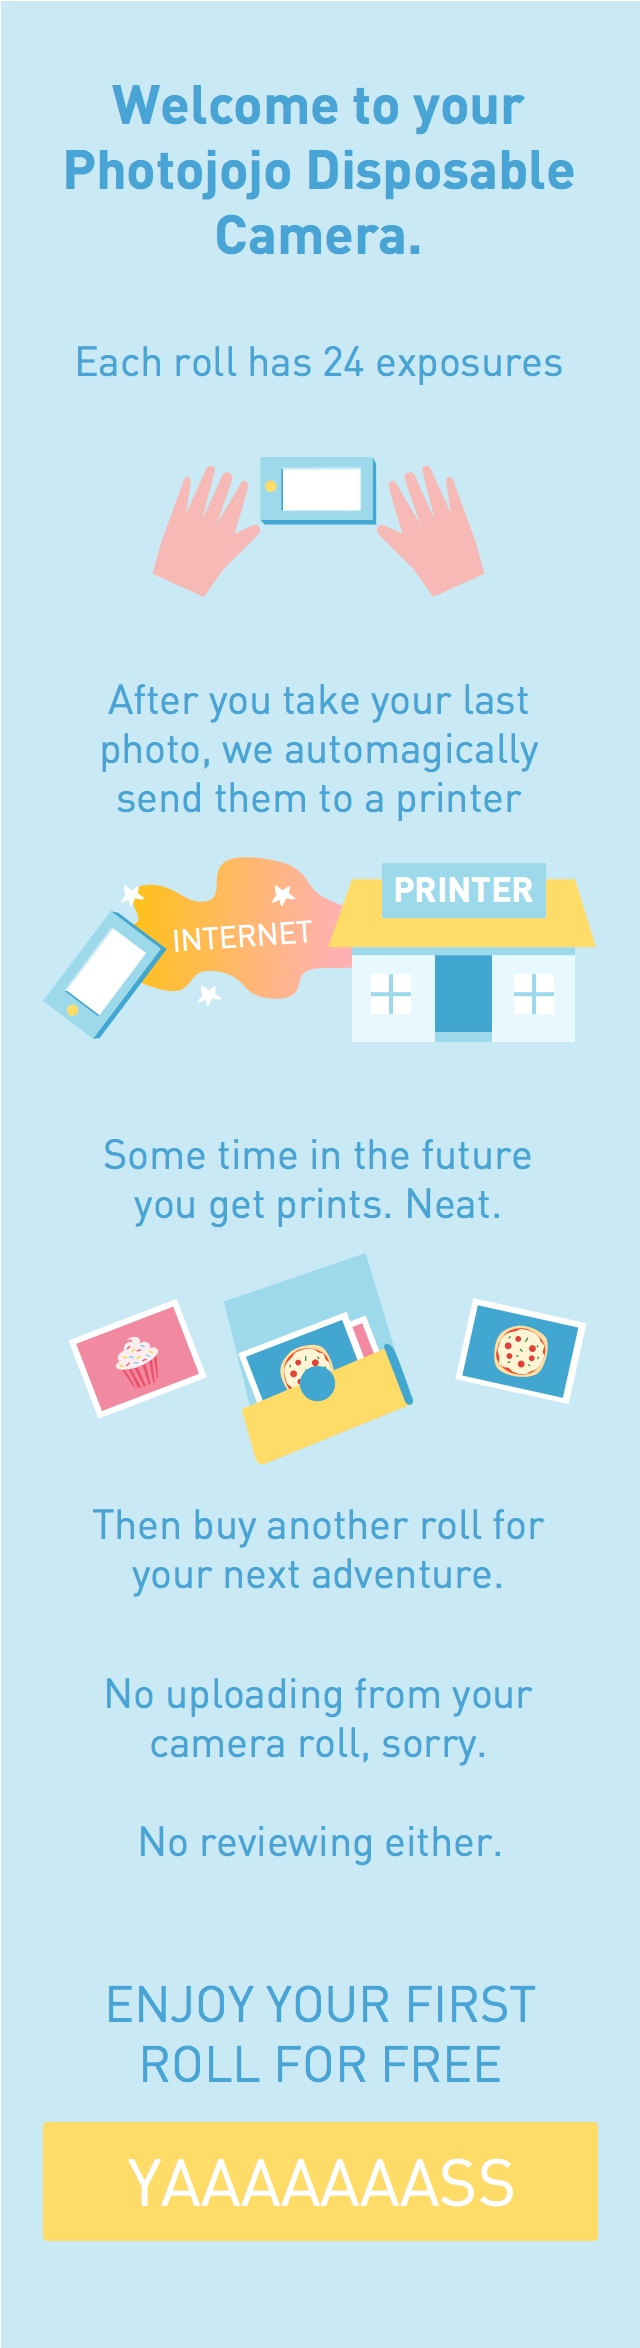 Welcome to your
Photojojo Disposable
Camera.
Each roll has 24 exposures
After you take your last
photo, we automagically
send them to a printer
PRINTER
INTERNET
Some time in the future
you get prints. Neat.
Then buy another roll for
your next adventure.
No uploading from your
camera roll, sorry.
No reviewing either.
ENJOY YOUR FIRST
ROLL FOR FREE
YAAAAAAASS